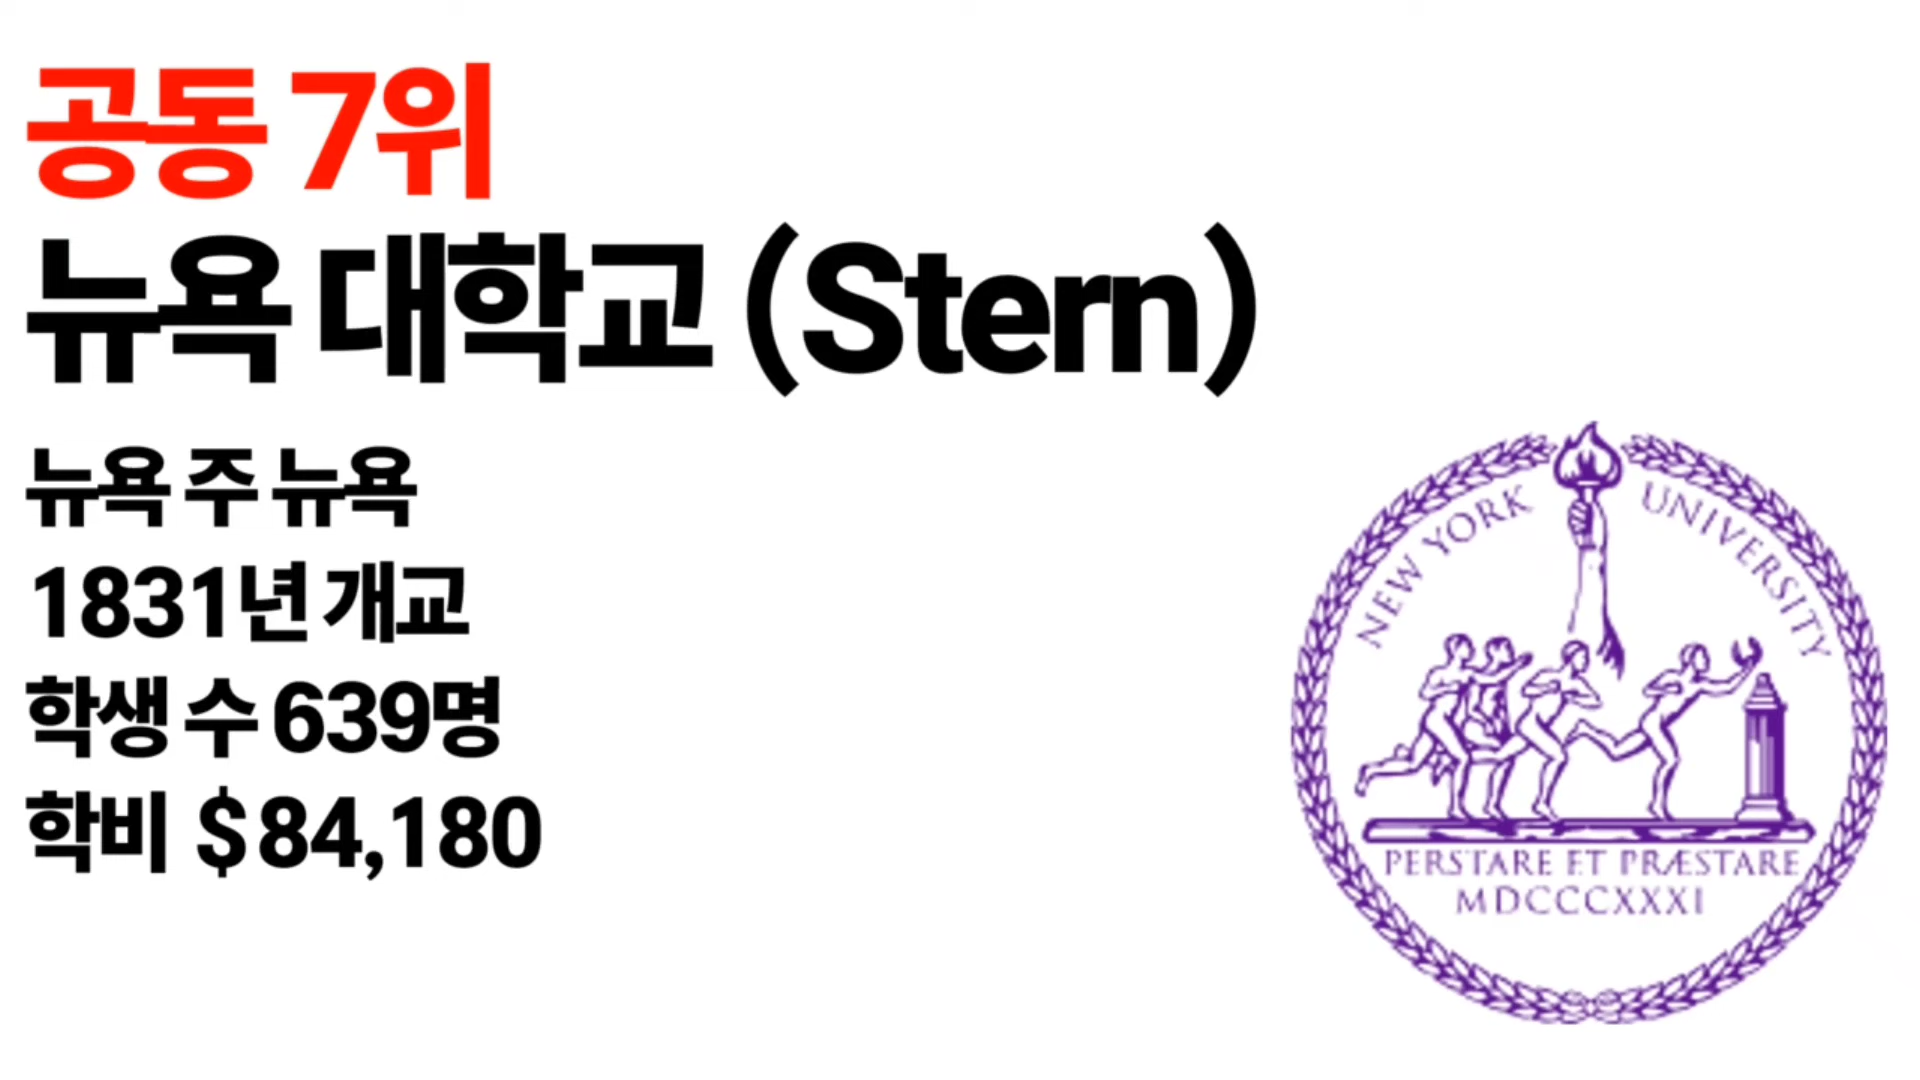 공동 7위
뉴욕 대학교 (Stern)
뉴욕 주 뉴욕
1831년 개교
학생 수 639명
학비 $84,180
NEW YORK UNIVERSITY
PERSTARE ET PRÆSTARE
MDCCCXXXI